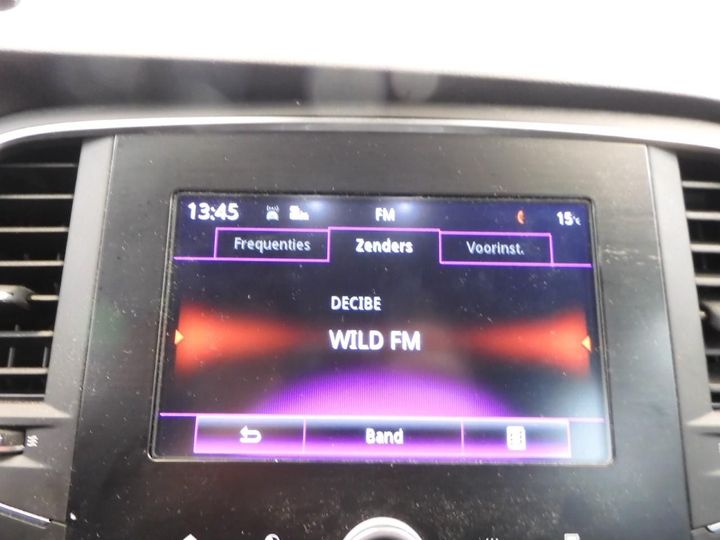 13:45 FM 15°c
Frequenties Zenders Voorinst.
DECIBE
WILD FM
Band